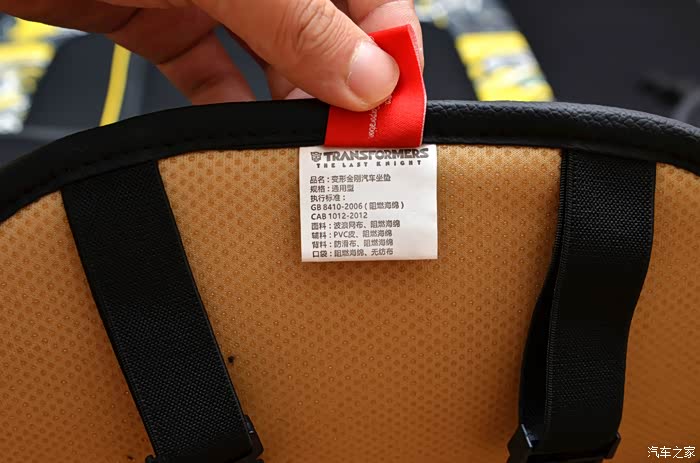 TRANSFORMERS
THE LAST KNIGHT
品名：变形金刚汽车坐垫
规格：通用型
执行标准：
GB 8410-2006 ( 阻燃海绵 )
CAB 1012-2012
面料：波浪网布、阻燃海绵
辅料：PVC皮、阻燃海绵
背料：防滑布、阻燃海绵
口袋：阻燃海绵、无纺布
汽车之家